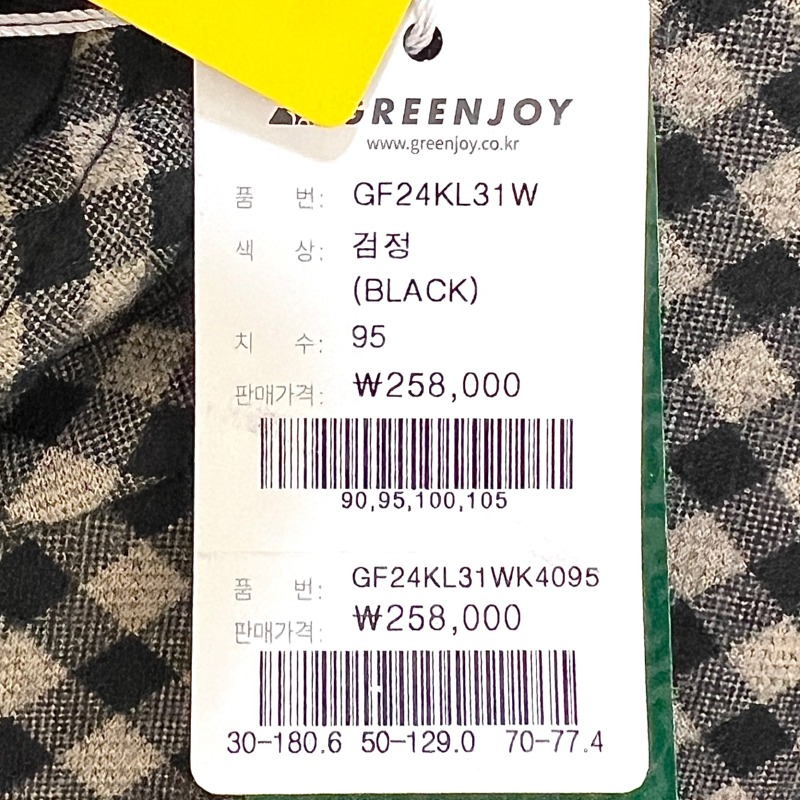 GREENJOY
www.greenjoy.co.kr
품 번: GF24KL31W
색 상: 검정
(BLACK)
치 수: 95
판매가격: ₩258,000
90,95,100,105
품 번: GF24KL31WK4095
판매가격: ₩258,000
30-180.6 50-129.0 70-77.4